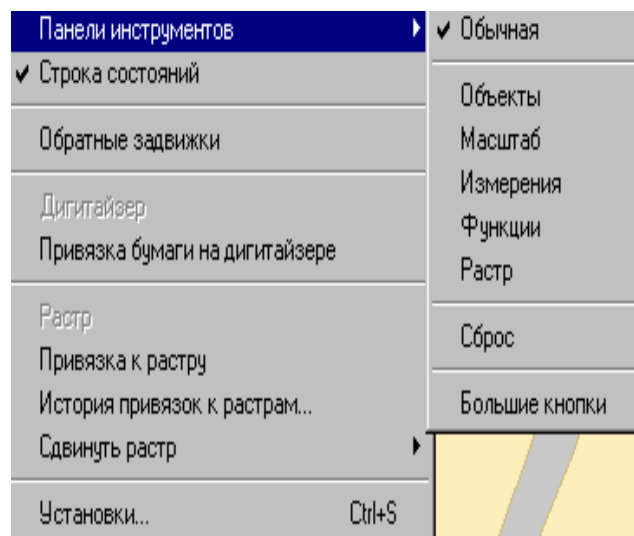 Панели инструментов
Строка состояний
Обратные задвижки
Дигитайзер
Привязка бумаги на дигитайзере
Растр
Привязка к растру
История привязок к растрам...
Сдвинуть растр
Установки... Ctrl+S
Обычная
Объекты
Масштаб
Измерения
Функции
Растр
Сброс
Большие кнопки